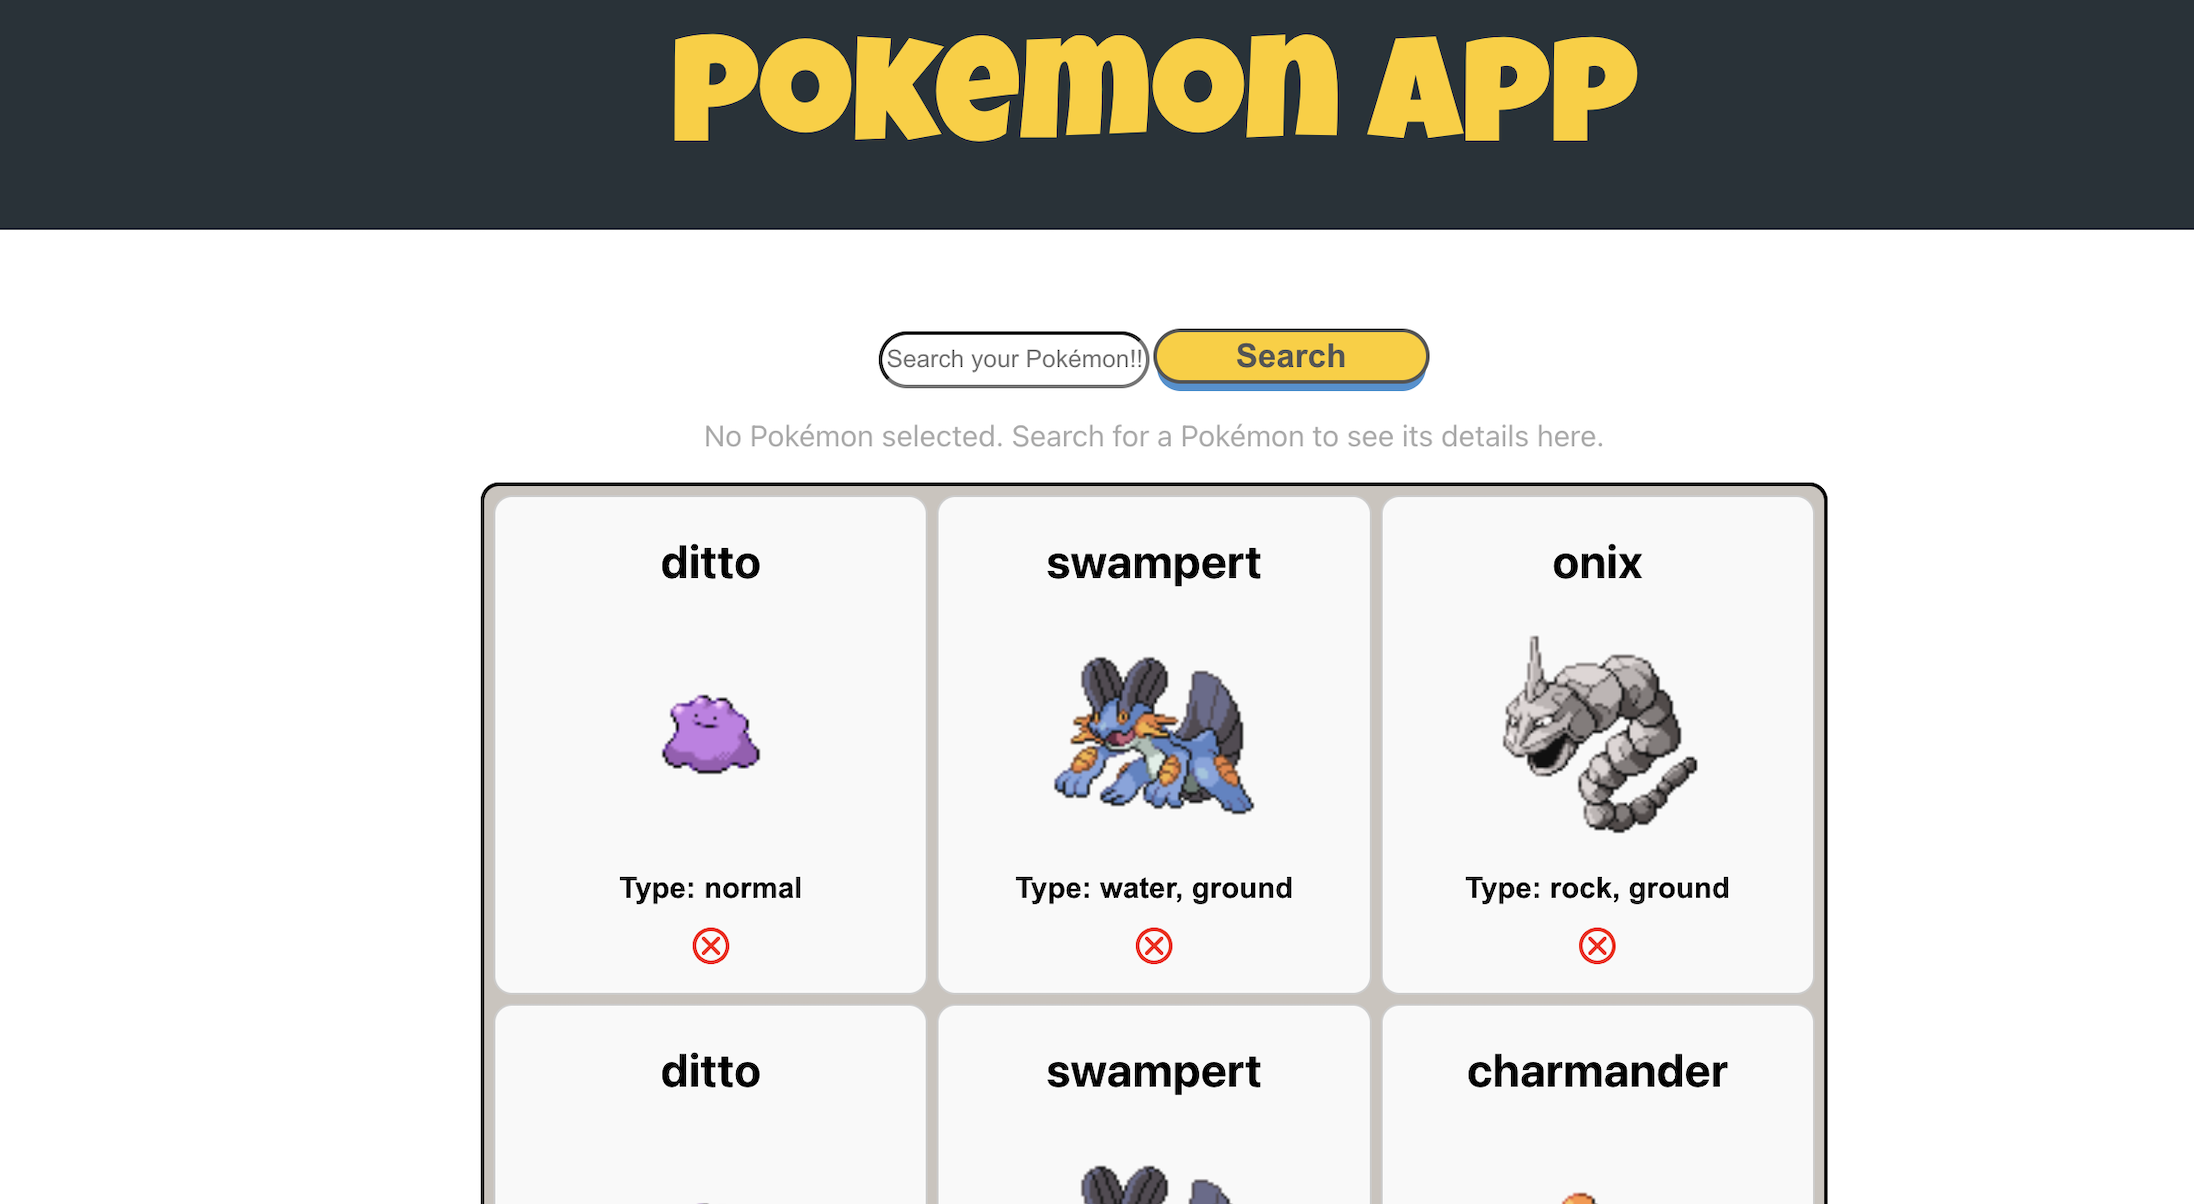 POKEMON APP
Search your Pokémon!!
Search
No Pokémon selected. Search for a Pokémon to see its details here.
ditto
swampert
onix
Type: normal
Type: water, ground
Type: rock, ground
ditto
swampert
charmander